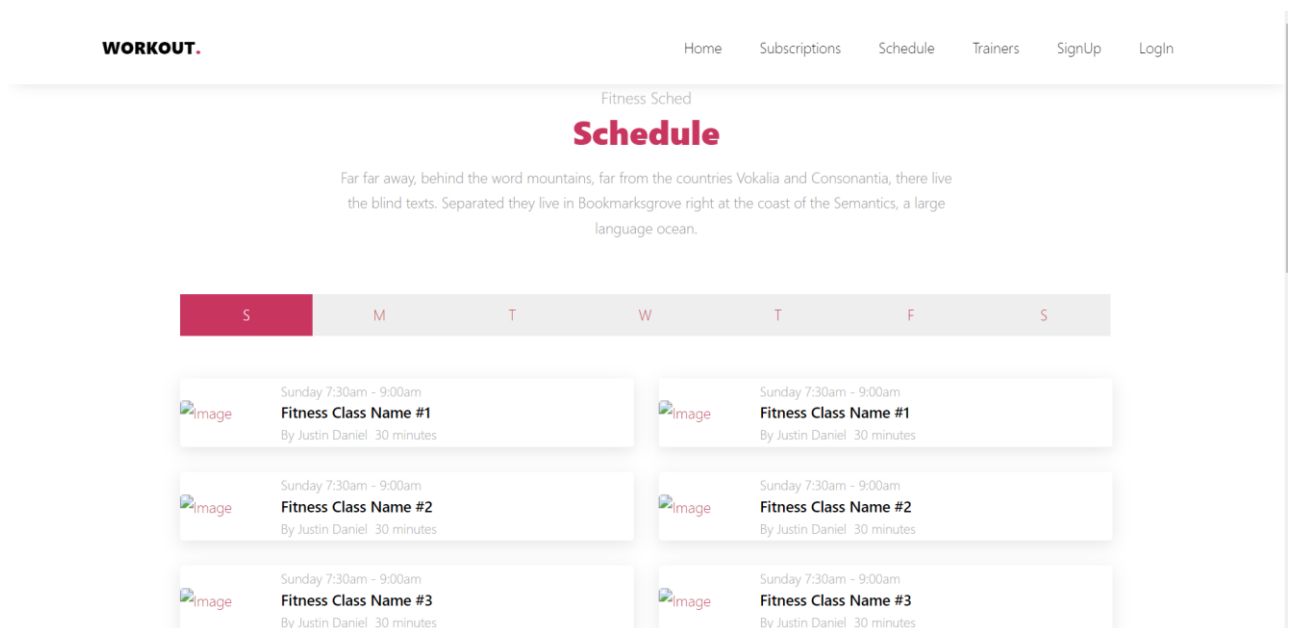 WORKOUT.
Home Subscriptions Schedule Trainers SignUp LogIn
Fitness Sched
Schedule
Far far away, behind the word mountains, far from the countries Vokalia and Consonantia, there live
the blind texts. Separated they live in Bookmarksgrove right at the coast of the Semantics, a large
language ocean.
S M T W T F S
Sunday 7:30am - 9:00am
Image
Fitness Class Name #1
By Justin Daniel 30 minutes
Sunday 7:30am - 9:00am
Image
Fitness Class Name #1
By Justin Daniel 30 minutes
Sunday 7:30am - 9:00am
Image
Fitness Class Name #2
By Justin Daniel 30 minutes
Sunday 7:30am - 9:00am
Image
Fitness Class Name #2
By Justin Daniel 30 minutes
Sunday 7:30am - 9:00am
Image
Fitness Class Name #3
By Justin Daniel 30 minutes
Sunday 7:30am - 9:00am
Image
Fitness Class Name #3
By Justin Daniel 30 minutes